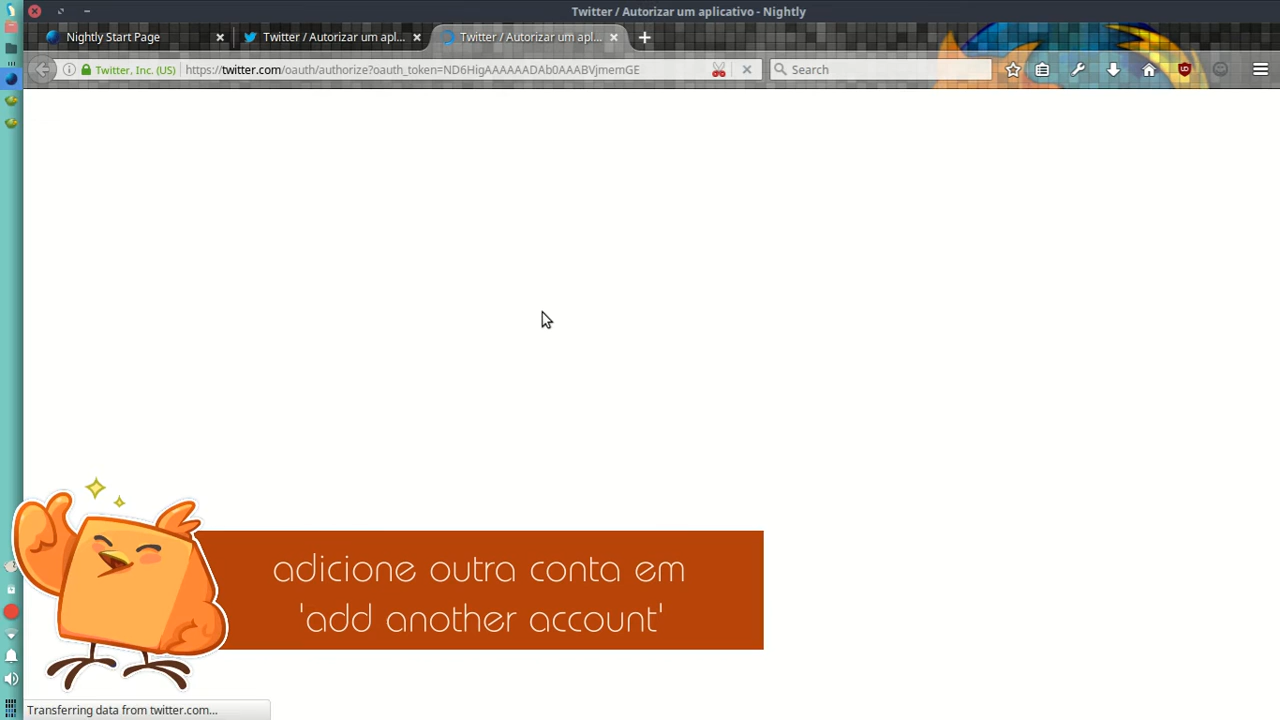 Twitter / Autorizar um aplicativo - Nightly
Nightly Start Page
Twitter / Autorizar um apl...
Twitter / Autorizar um apl...
Twitter, Inc. (US)
https://twitter.com/oauth/authorize?oauth_token=ND6HigAAAAAADAb0AAABVjmemGE
Search
adicione outra conta em
'add another account'
Transferring data from twitter.com...